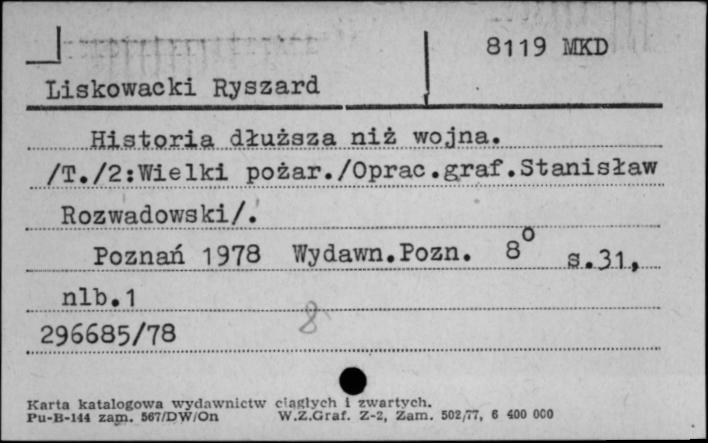 8119 MKD
Liskowacki Ryszard
Historia dłuższa niż wojna.
/T./2:Wielki pożar./Oprac.graf.Stanisław
Rozwadowski/.
Poznań 1978 Wydawn.Pozn. 8° s.31,
nlb.1
296685/78 8
Karta katalogowa wydawnictw ciągłych i zwartych.
Pu-B-144 zam. 567/DW/On W.Z.Graf. Z-2, Zam. 502/77, 6 400 000